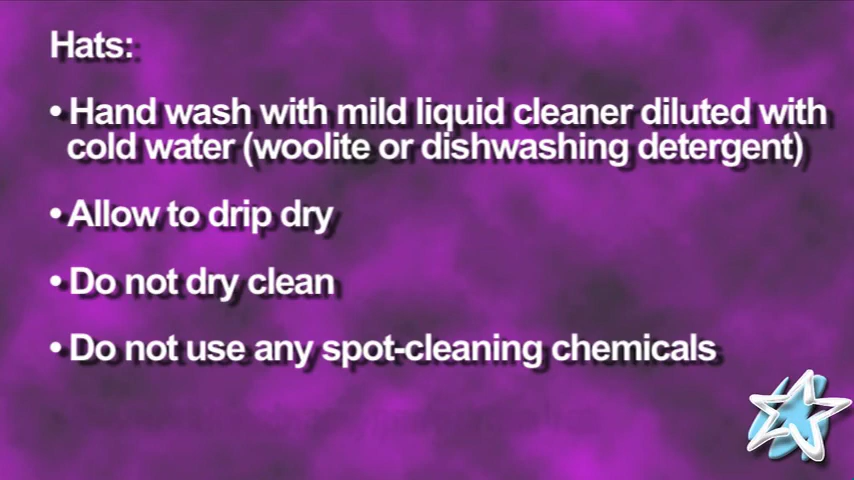 Hats:
• Hand wash with mild liquid cleaner diluted with
cold water (woolite or dishwashing detergent)
• Allow to drip dry
• Do not dry clean
• Do not use any spot-cleaning chemicals